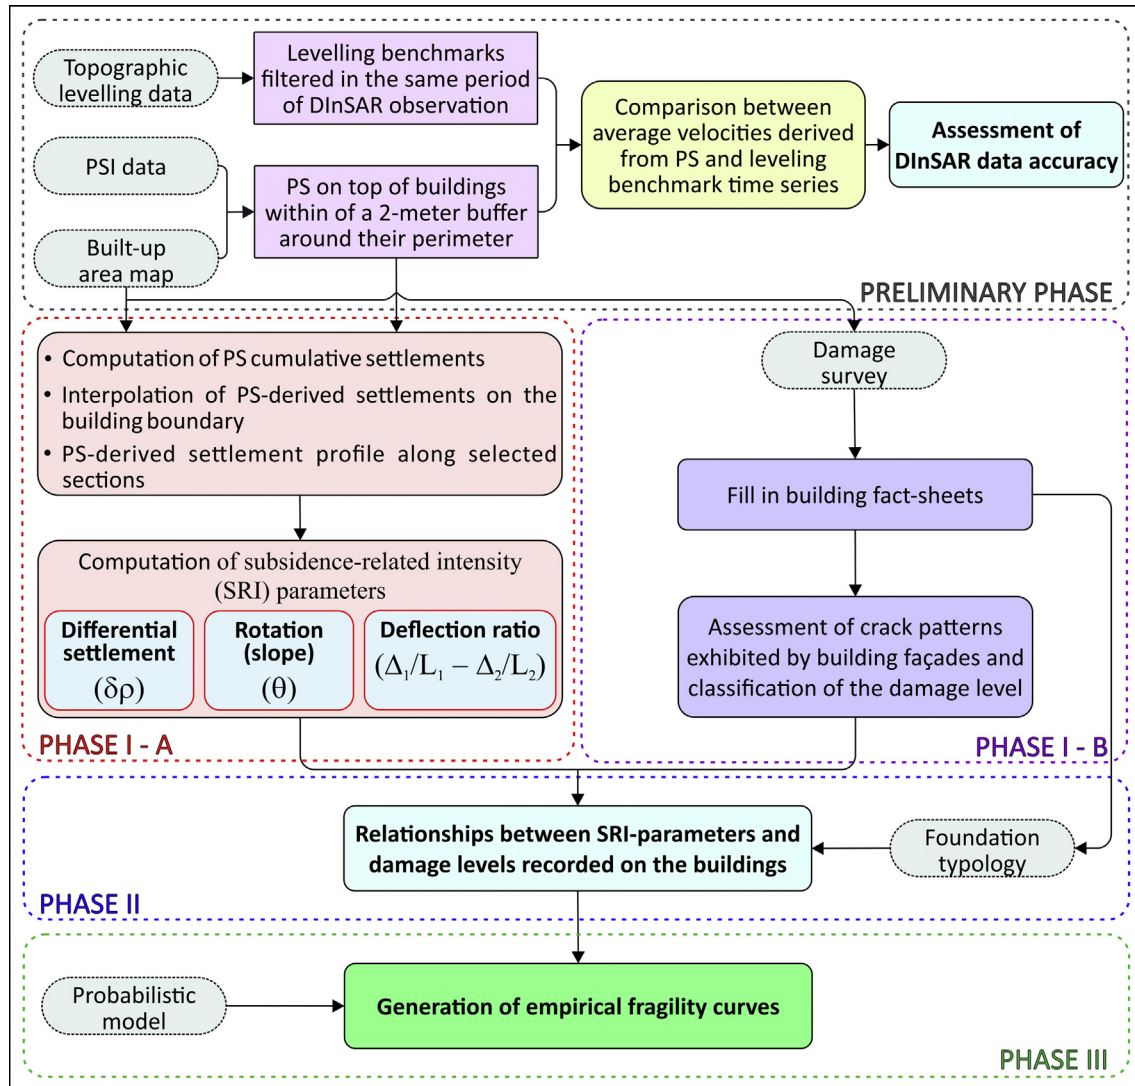 Topographic
levelling data
Levelling benchmarks
filtered in the same period
of DInSAR observation
Comparison between
average velocities derived
from PS and leveling
benchmark time series
Assessment of
DInSAR data accuracy
PSI data
PS on top of buildings
within of a 2-meter buffer
around their perimeter
Built-up
area map
PRELIMINARY PHASE
• Computation of PS cumulative settlements
• Interpolation of PS-derived settlements on the
building boundary
• PS-derived settlement profile along selected
sections
Computation of subsidence-related intensity
(SRI) parameters
Differential
settlement
(δρ)
Rotation
(slope)
(θ)
Deflection ratio
(Δ₁/L₁ – Δ₂/L₂)
PHASE I - A
Damage
survey
Fill in building fact-sheets
Assessment of crack patterns
exhibited by building façades and
classification of the damage level
PHASE I - B
Relationships between SRI-parameters and
damage levels recorded on the buildings
Foundation
typology
PHASE II
Probabilistic
model
Generation of empirical fragility curves
PHASE III